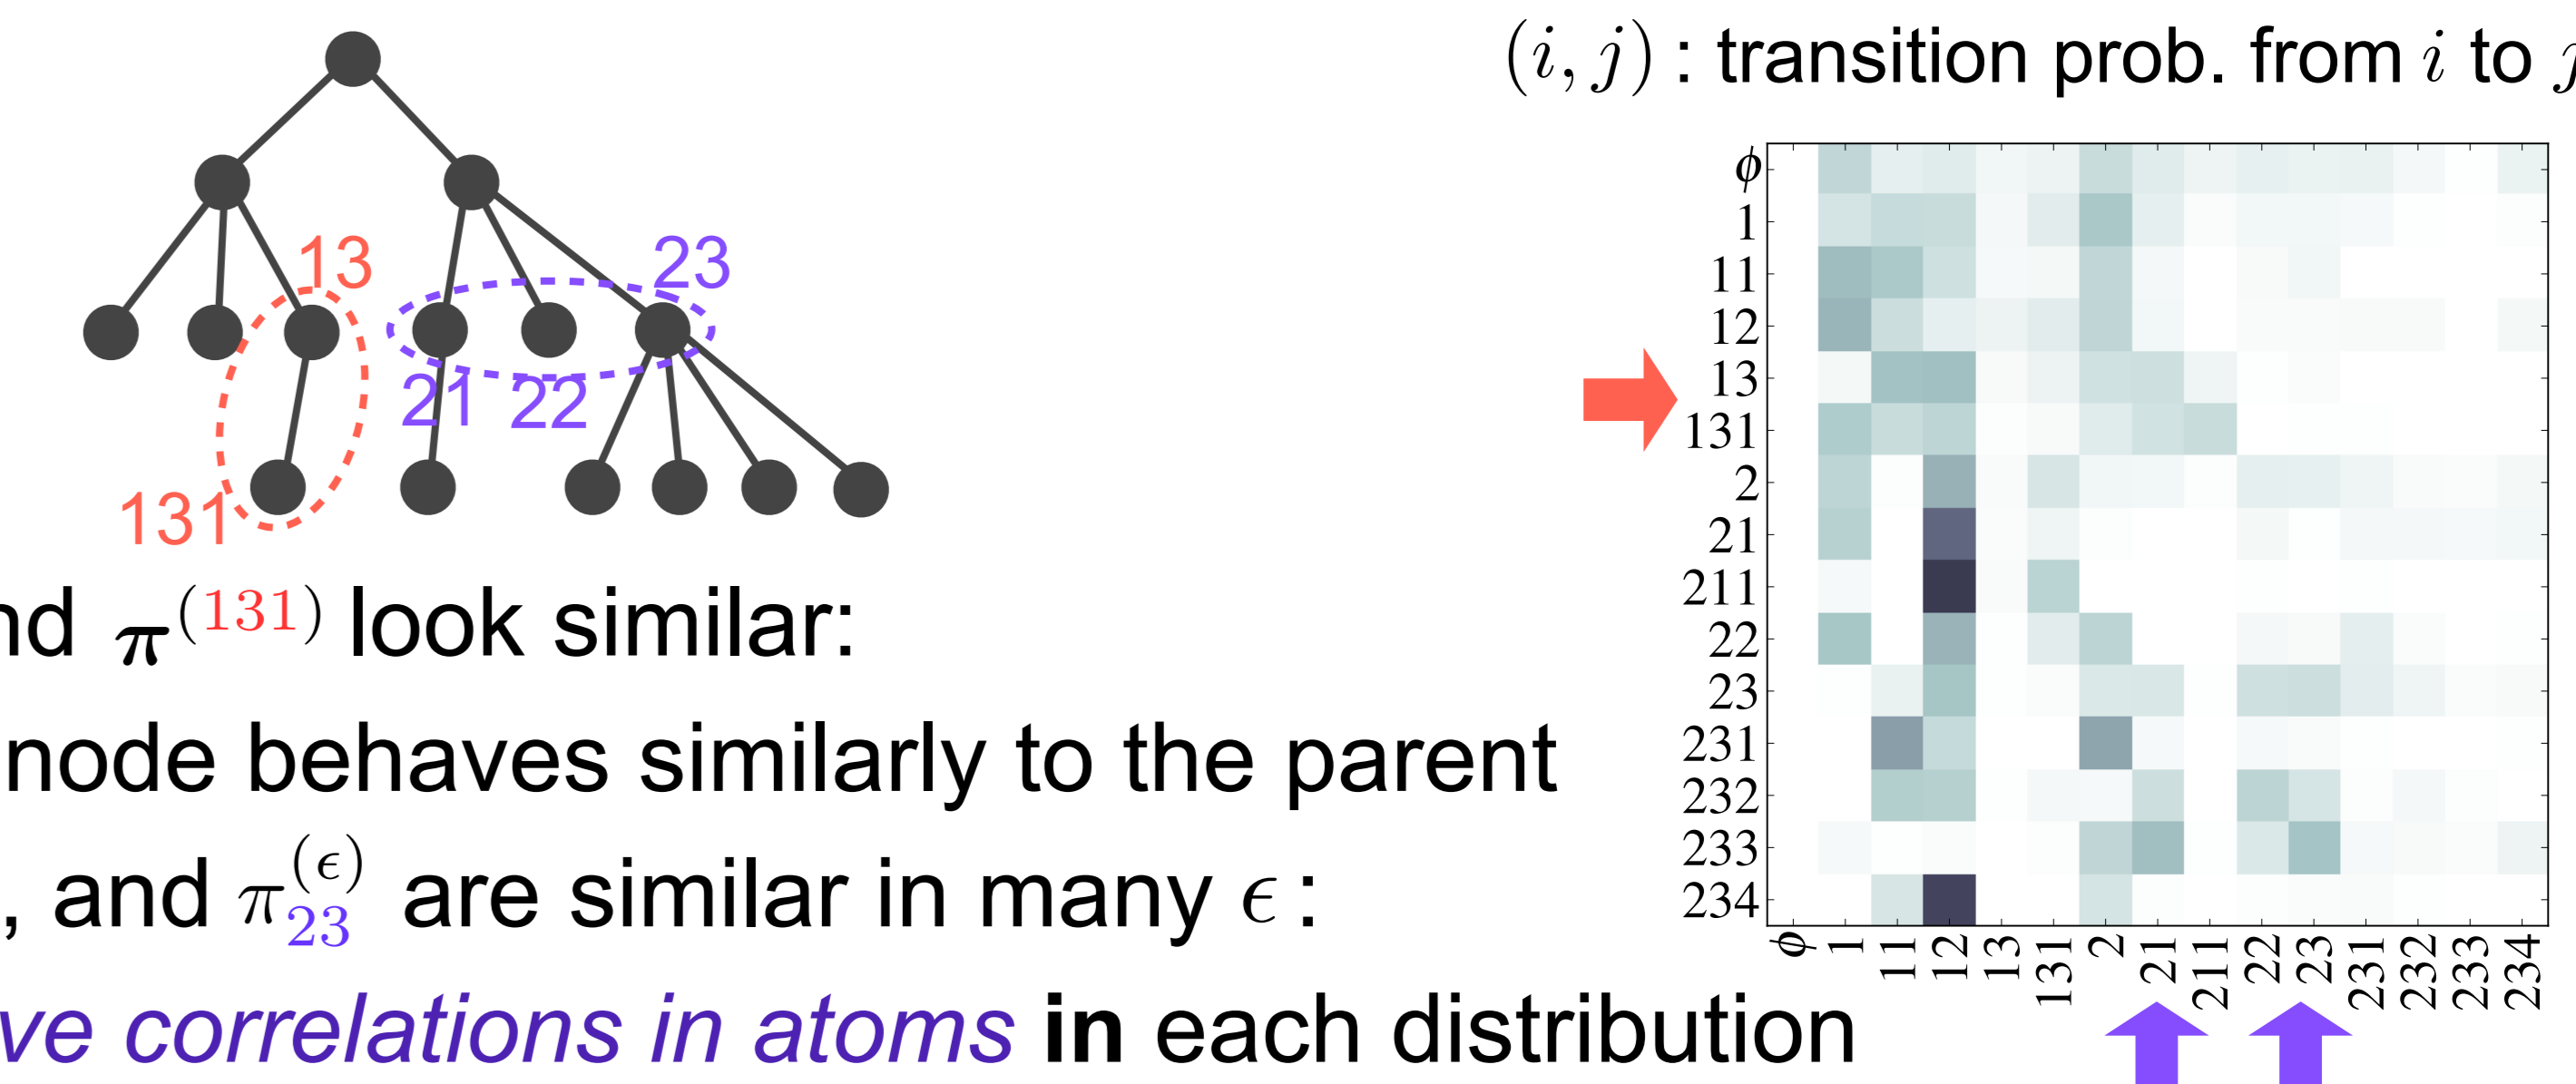 (i, j) : transition prob. from i to
13
23
21 22
131
ϕ
1
11
12
13
131
2
21
211
22
23
231
232
233
234
ϕ 1 11 12 13 131 2 21 211 22 23 231 232 233 234
π^(131) look similar:
node behaves similarly to the parent
, and π_23^(ϵ) are similar in many ϵ :
correlations in atoms in each distribution